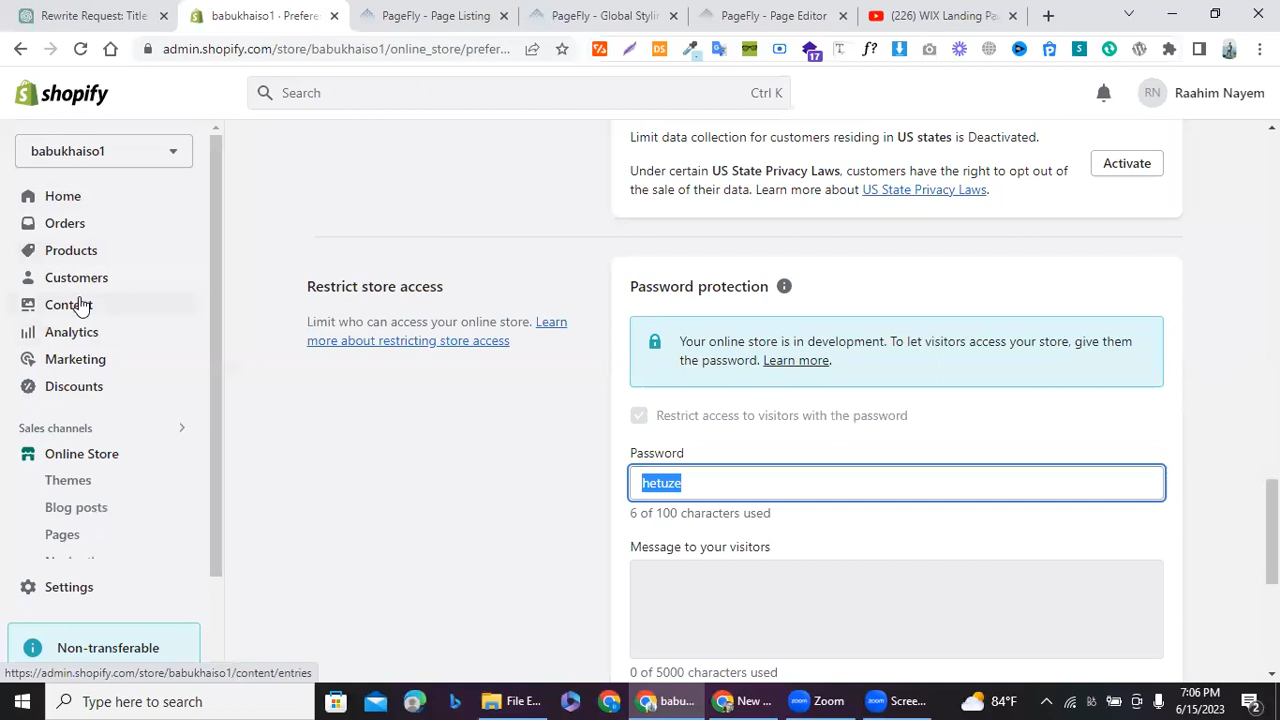 Rewrite Request: Title
babukhaiso1 · Prefere
PageFly - Page Listing
PageFly - Global Stylin
PageFly - Page Editor
(226) WIX Landing Pa
admin.shopify.com/store/babukhaiso1/online_store/prefer...
17
shopify
Search
Ctrl K
RN
Raahim Nayem
babukhaiso1
Home
Orders
Products
Customers
Content
Analytics
Marketing
Discounts
Sales channels
Online Store
Themes
Blog posts
Pages
Settings
Non-transferable
Limit data collection for customers residing in US states is Deactivated.
Under certain US State Privacy Laws, customers have the right to opt out of
the sale of their data. Learn more about US State Privacy Laws.
Activate
Restrict store access
Limit who can access your online store. Learn
more about restricting store access
Password protection
Your online store is in development. To let visitors access your store, give them
the password. Learn more.
Restrict access to visitors with the password
Password
hetuze
6 of 100 characters used
Message to your visitors
0 of 5000 characters used
https://admin.shopify.com/store/babukhaiso1/content/entries
Type here to search
File E...
babu...
New ...
Zoom
Scree...
84°F
7:06 PM
6/15/2023
2